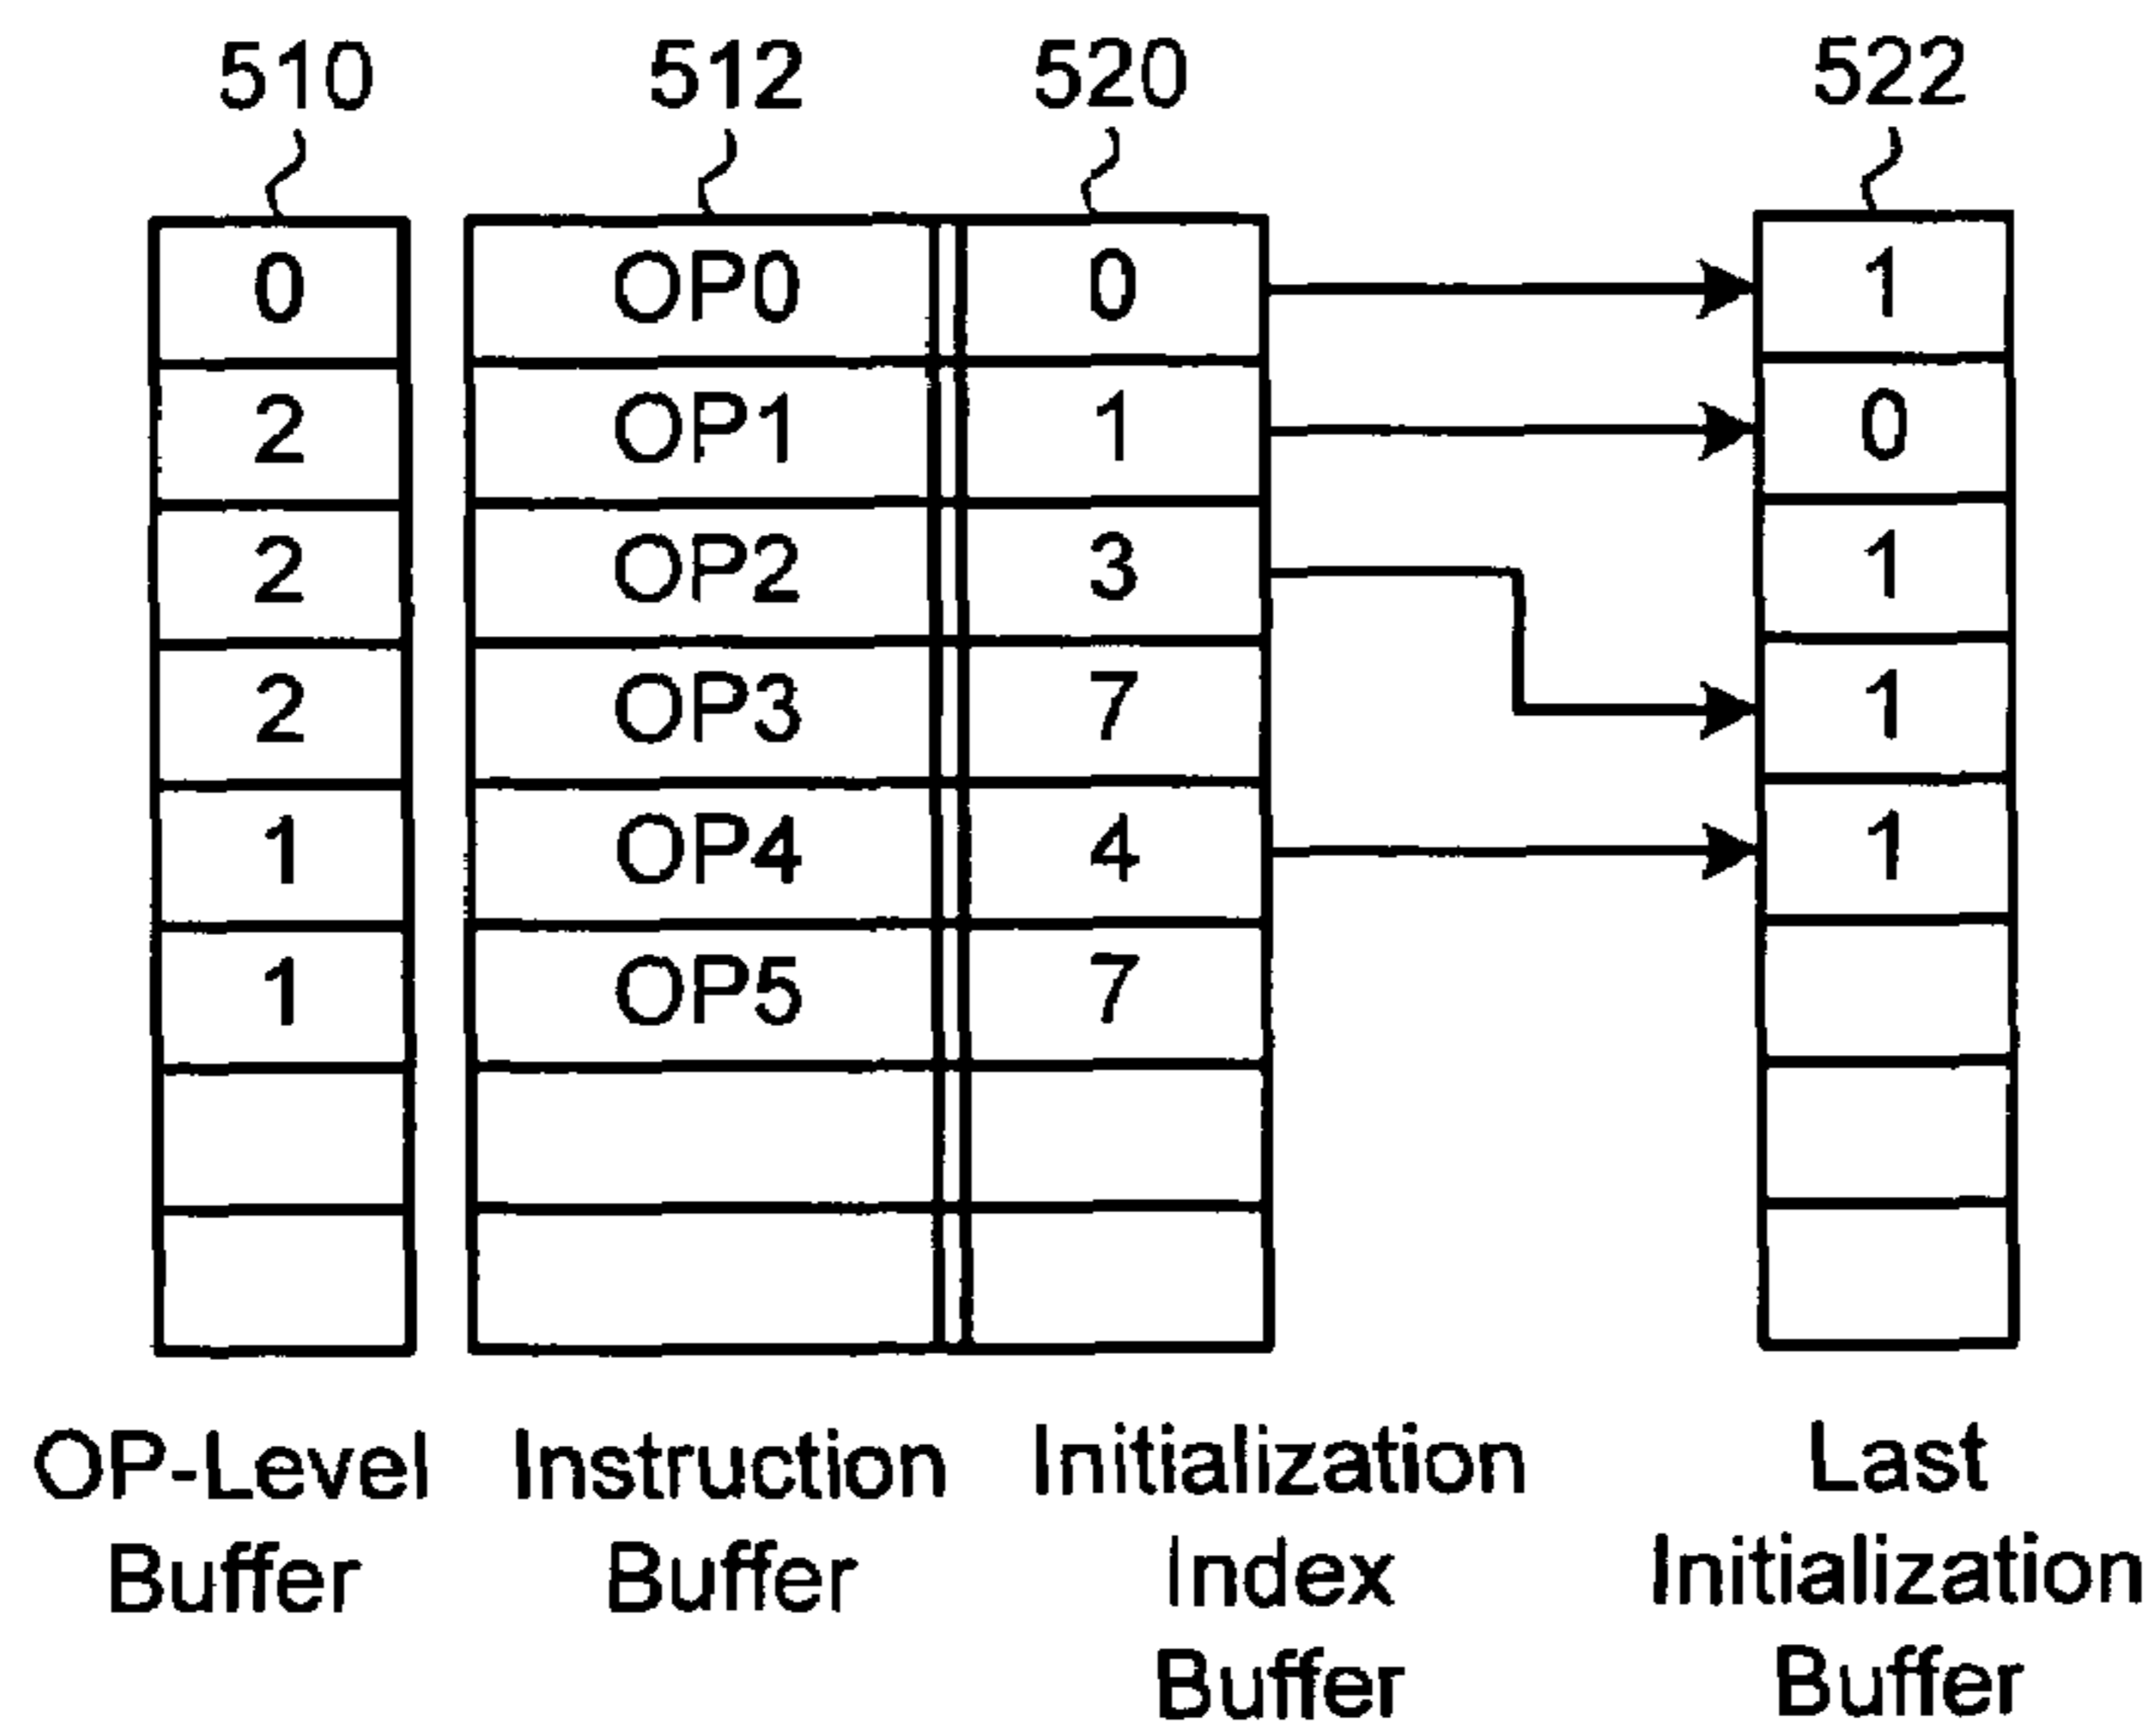 510 512 520 522
0 OP0 0 1
2 OP1 1 0
2 OP2 3 1
2 OP3 7 1
1 OP4 4 1
1 OP5 7
OP-Level Instruction Initialization Last
Buffer Buffer Index Initialization
Buffer Buffer